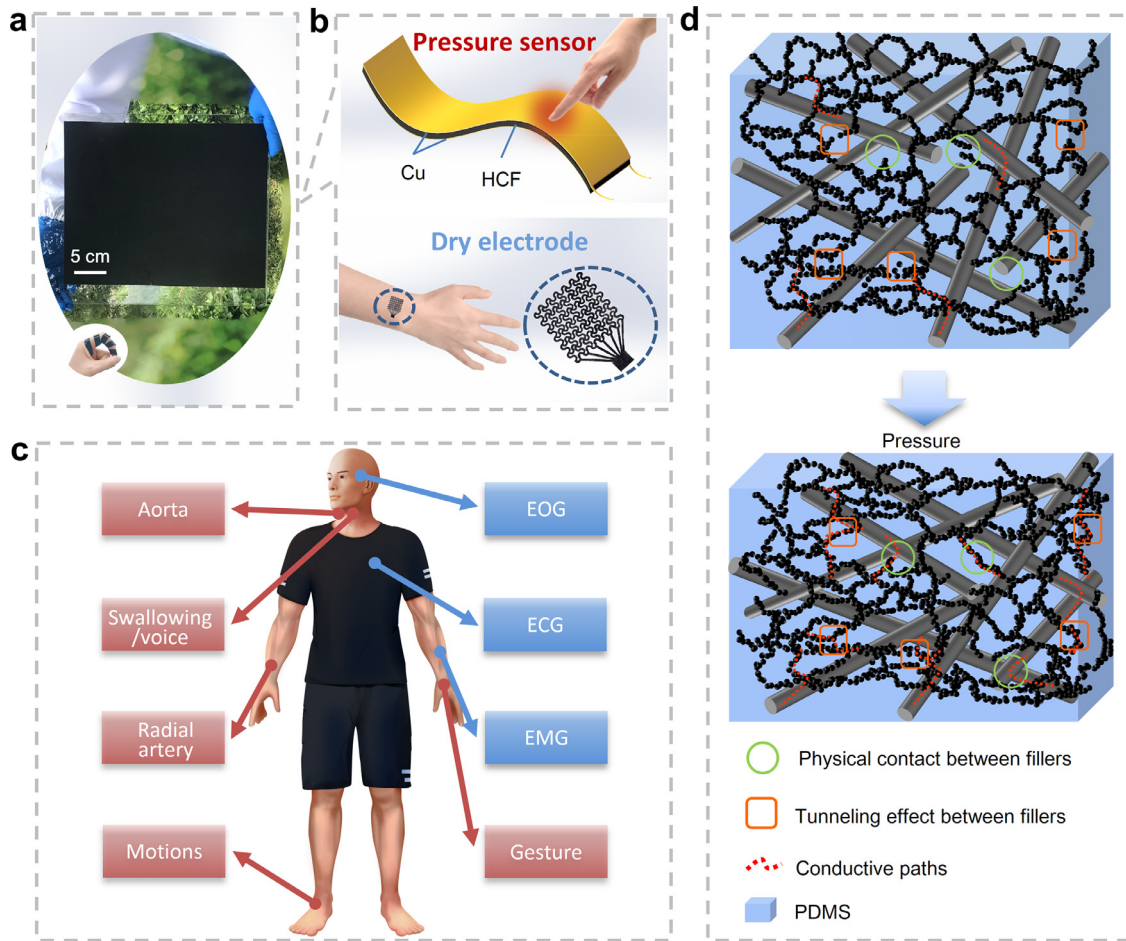 a
5 cm
b
Pressure sensor
Cu
HCF
Dry electrode
c
Aorta
Swallowing
/voice
Radial
artery
Motions
EOG
ECG
EMG
Gesture
d
Pressure
Physical contact between fillers
Tunneling effect between fillers
Conductive paths
PDMS